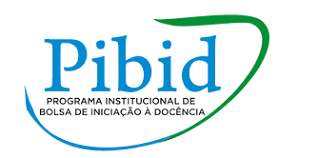 Pibid
PROGRAMA INSTITUCIONAL DE
BOLSA DE INICIAÇÃO À DOCÊNCIA